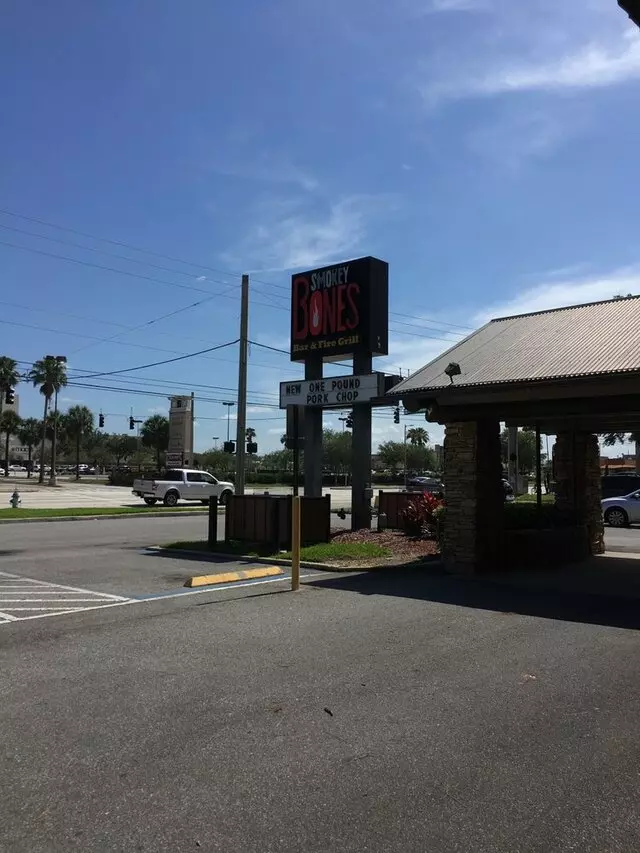 SMOKEY
BONES
Bar & Fire Grill
NEW ONE POUND
PORK CHOP